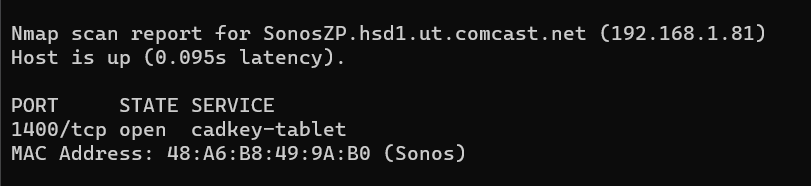 Nmap scan report for SonosZP.hsd1.ut.comcast.net (192.168.1.81)
Host is up (0.095s latency).
PORT     STATE SERVICE
1400/tcp open  cadkey-tablet
MAC Address: 48:A6:B8:49:9A:B0 (Sonos)